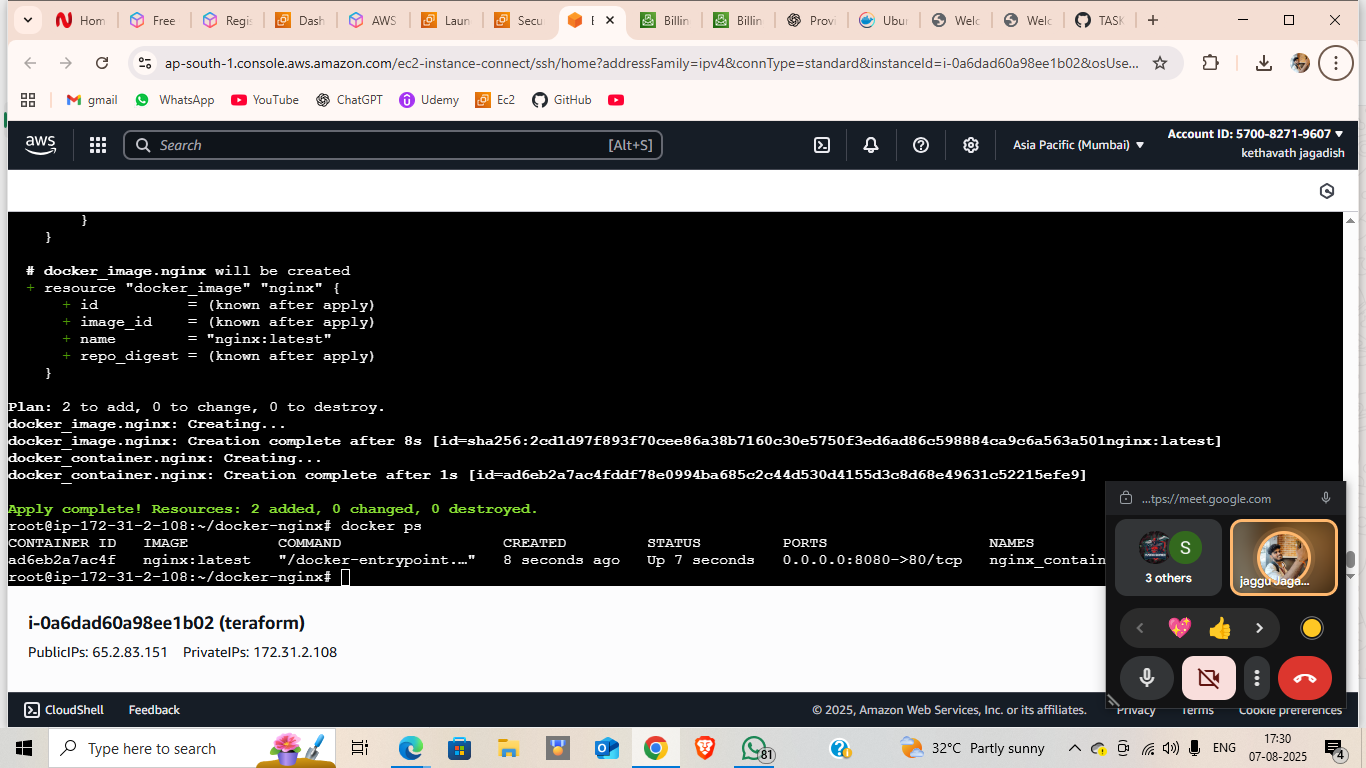 Hom
Free
Regis
Dash
AWS
Laun
Secu
E
Billin
Billin
Provi
Ubun
Welc
Welc
TASK
ap-south-1.console.aws.amazon.com/ec2-instance-connect/ssh/home?addressFamily=ipv4&connType=standard&instanceId=i-0a6dad60a98ee1b02&osUse...
gmail WhatsApp YouTube ChatGPT Udemy Ec2 GitHub
aws Search [Alt+S] Asia Pacific (Mumbai) Account ID: 5700-8271-9607
kethavath jagadish
}
}
# docker_image.nginx will be created
+ resource "docker_image" "nginx" {
+ id = (known after apply)
+ image_id = (known after apply)
+ name = "nginx:latest"
+ repo_digest = (known after apply)
}
Plan: 2 to add, 0 to change, 0 to destroy.
docker_image.nginx: Creating...
docker_image.nginx: Creation complete after 8s [id=sha256:2cd1d97f893f70cee86a38b7160c30e5750f3ed6ad86c598884ca9c6a563a501nginx:latest]
docker_container.nginx: Creating...
docker_container.nginx: Creation complete after 1s [id=ad6eb2a7ac4fddf78e0994ba685c2c44d530d4155d3c8d68e49631c52215efe9]
Apply complete! Resources: 2 added, 0 changed, 0 destroyed.
root@ip-172-31-2-108:~/docker-nginx# docker ps
CONTAINER ID IMAGE COMMAND CREATED STATUS PORTS NAMES
ad6eb2a7ac4f nginx:latest "/docker-entrypoint.…" 8 seconds ago Up 7 seconds 0.0.0.0:8080->80/tcp nginx_contain
root@ip-172-31-2-108:~/docker-nginx#
...tps://meet.google.com
S
3 others
jaggu Jaga...
i-0a6dad60a98ee1b02 (teraform)
PublicIPs: 65.2.83.151 PrivateIPs: 172.31.2.108
CloudShell Feedback © 2025, Amazon Web Services, Inc. or its affiliates. Privacy Terms Cookie preferences
Type here to search
81
32°C Partly sunny
ENG
17:30
07-08-2025
4